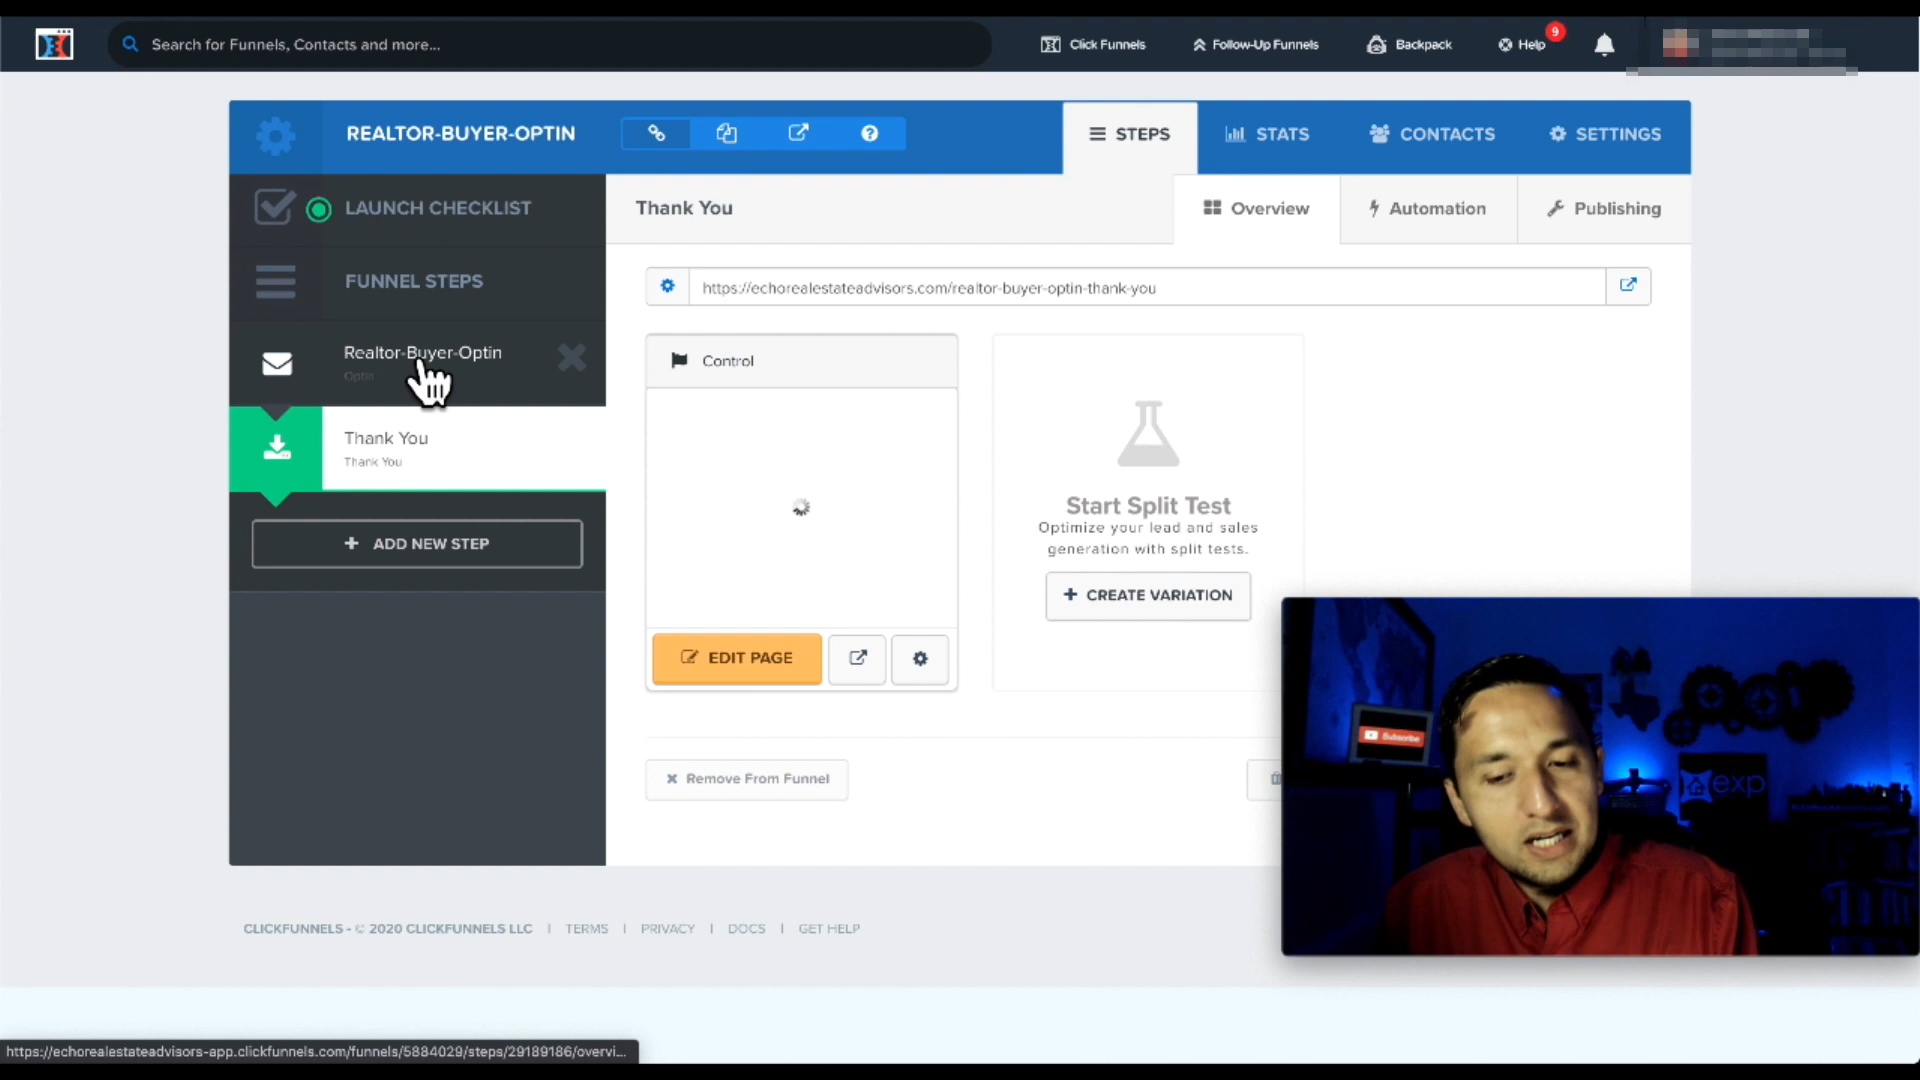 Search for Funnels, Contacts and more...
Click Funnels
Follow-Up Funnels
Backpack
Help
9
REALTOR-BUYER-OPTIN
STEPS
STATS
CONTACTS
SETTINGS
LAUNCH CHECKLIST
Thank You
Overview
Automation
Publishing
FUNNEL STEPS
https://echorealestateadvisors.com/realtor-buyer-optin-thank-you
Realtor-Buyer-Optin
Optin
Control
Thank You
Thank You
Start Split Test
Optimize your lead and sales
generation with split tests.
+ ADD NEW STEP
+ CREATE VARIATION
EDIT PAGE
Subscribe
exp
Remove From Funnel
CLICKFUNNELS - © 2020 CLICKFUNNELS LLC | TERMS | PRIVACY | DOCS | GET HELP
https://echorealestateadvisors-app.clickfunnels.com/funnels/5884029/steps/29189186/overvi...